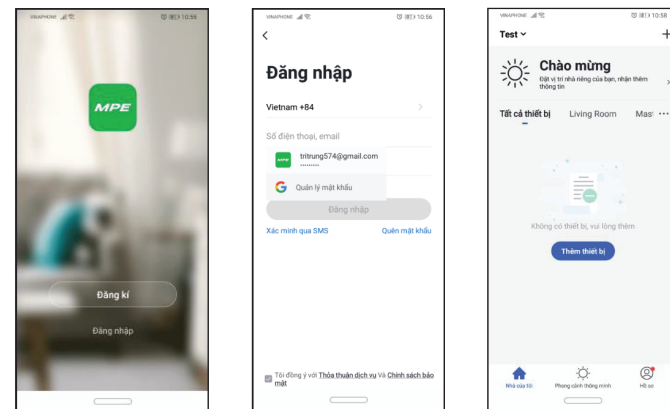 VINAPHONE 10:56
MPE
Đăng kí
Đăng nhập
VINAPHONE 10:56
Đăng nhập
Vietnam +84
Số điện thoại, email
MPE
tritrung574@gmail.com
Quản lý mật khẩu
Đăng nhập
Xác minh qua SMS Quên mật khẩu
Tôi đồng ý với Thỏa thuận dịch vụ Và Chính sách bảo
mật
VINAPHONE 10:58
Test
Chào mừng
Đặt vị trí nhà riêng của bạn, nhận thêm
thông tin
Tất cả thiết bị Living Room Mas
Không có thiết bị, vui lòng thêm
Thêm thiết bị
Nhà của tôi Phong cảnh thông minh Hồ sơ